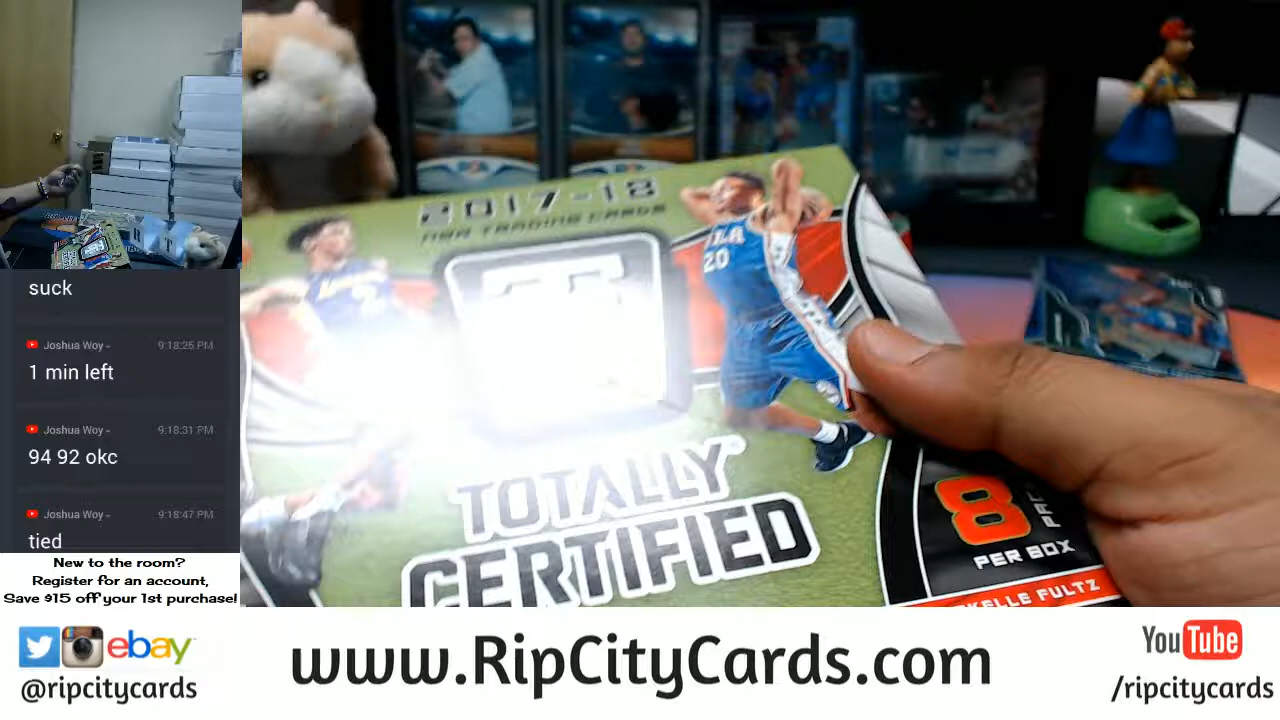 suck
Joshua Woy
9:18:25 PM
1 min left
Joshua Woy
9:18:31 PM
94 92 okc
Joshua Woy
9:18:47 PM
tied
New to the room?
Register for an account,
Save $15 off your 1st purchase!
2017-18
NBA TRADING CARDS
20
TOTALLY
CERTIFIED
8
PER BOX
KELLE FULTZ
ebay
@ripcitycards
www.RipCityCards.com
YouTube
/ripcitycards